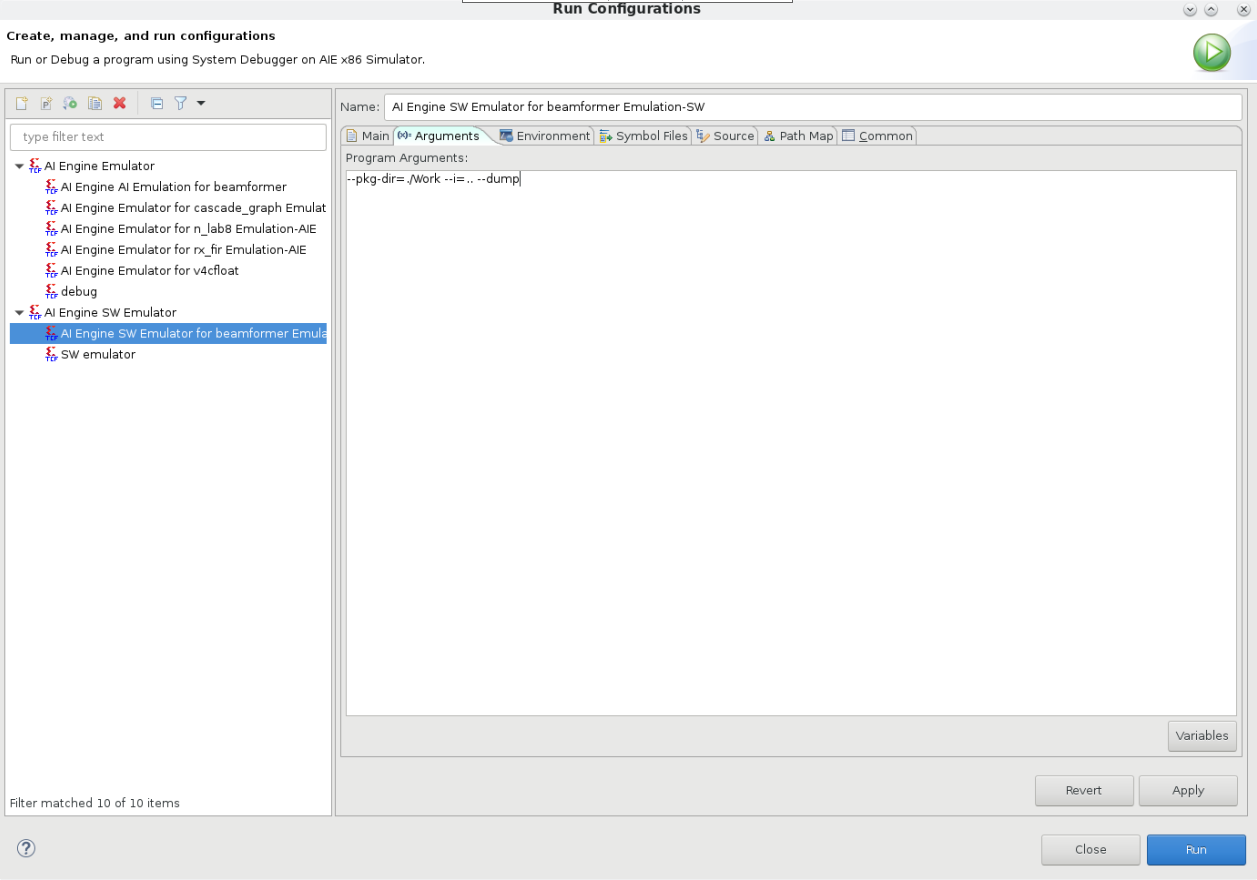 Run Configurations
Create, manage, and run configurations
Run or Debug a program using System Debugger on AIE x86 Simulator.
type filter text
AI Engine Emulator
AI Engine AI Emulation for beamformer
AI Engine Emulator for cascade_graph Emulat
AI Engine Emulator for n_lab8 Emulation-AIE
AI Engine Emulator for rx_fir Emulation-AIE
AI Engine Emulator for v4cfloat
debug
AI Engine SW Emulator
AI Engine SW Emulator for beamformer Emula
SW emulator
Filter matched 10 of 10 items
Name: AI Engine SW Emulator for beamformer Emulation-SW
Main Arguments Environment Symbol Files Source Path Map Common
Program Arguments:
--pkg-dir=./Work --i=.. --dump
Variables
Revert Apply
Close Run